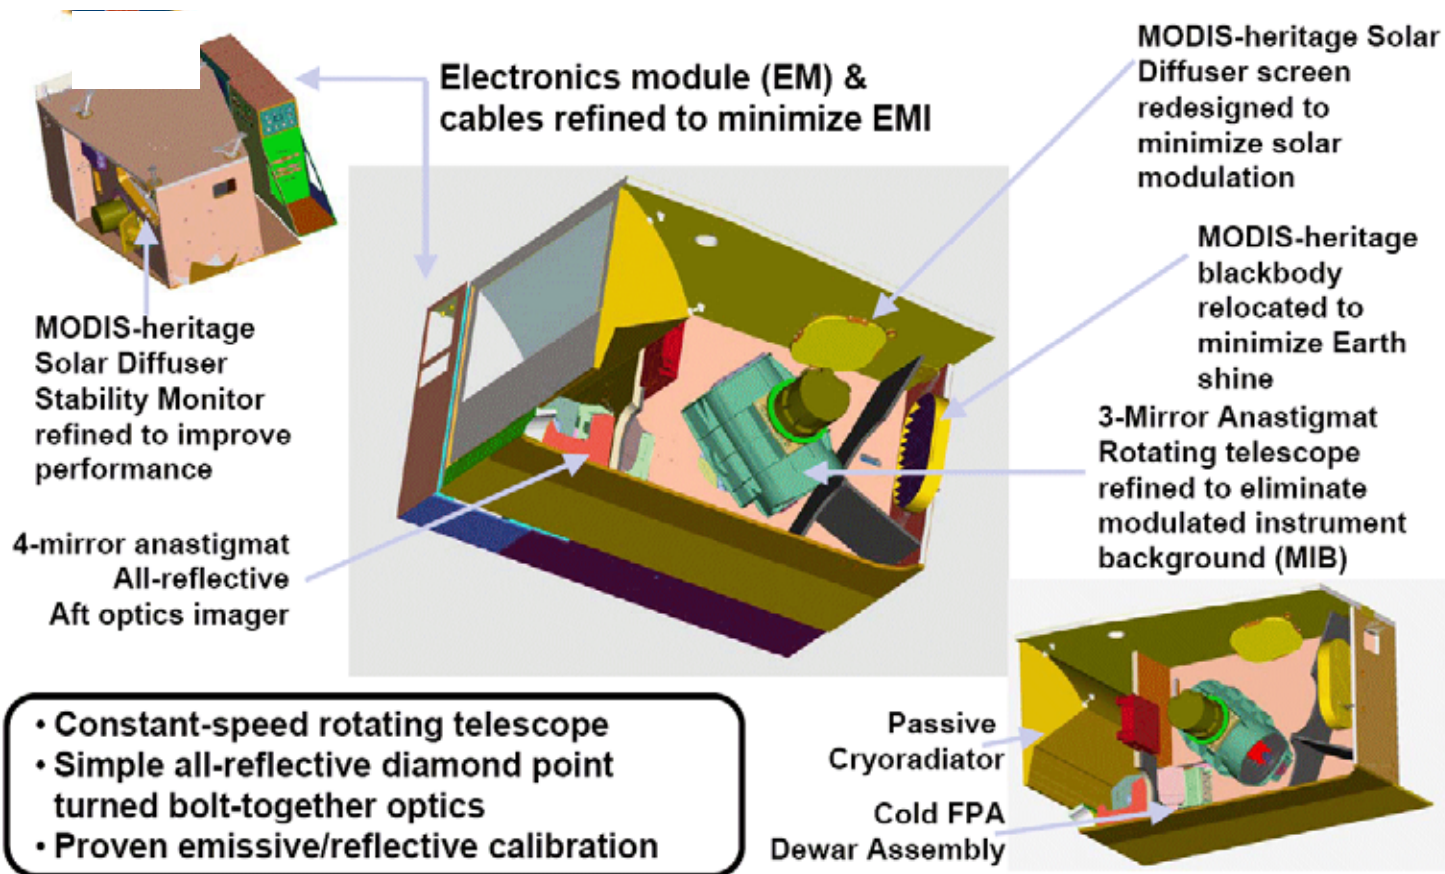 Electronics module (EM) &
cables refined to minimize EMI
MODIS-heritage Solar
Diffuser screen
redesigned to
minimize solar
modulation
MODIS-heritage
blackbody
relocated to
minimize Earth
shine
MODIS-heritage
Solar Diffuser
Stability Monitor
refined to improve
performance
3-Mirror Anastigmat
Rotating telescope
refined to eliminate
modulated instrument
background (MIB)
4-mirror anastigmat
All-reflective
Aft optics imager
• Constant-speed rotating telescope
• Simple all-reflective diamond point
turned bolt-together optics
• Proven emissive/reflective calibration
Passive
Cryoradiator
Cold FPA
Dewar Assembly